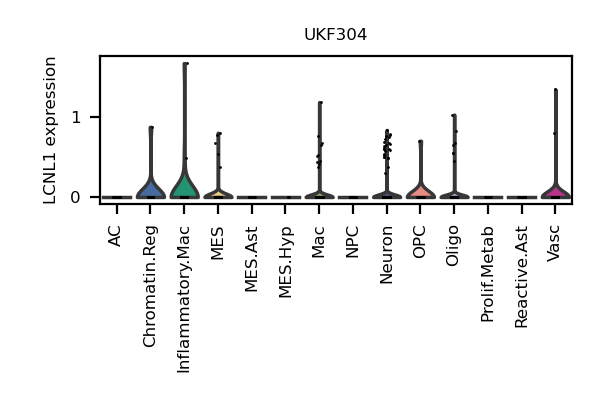 UKF304
LCNL1 expression
1
0
AC
Chromatin.Reg
Inflammatory.Mac
MES
MES.Ast
MES.Hyp
Mac
NPC
Neuron
OPC
Oligo
Prolif.Metab
Reactive.Ast
Vasc